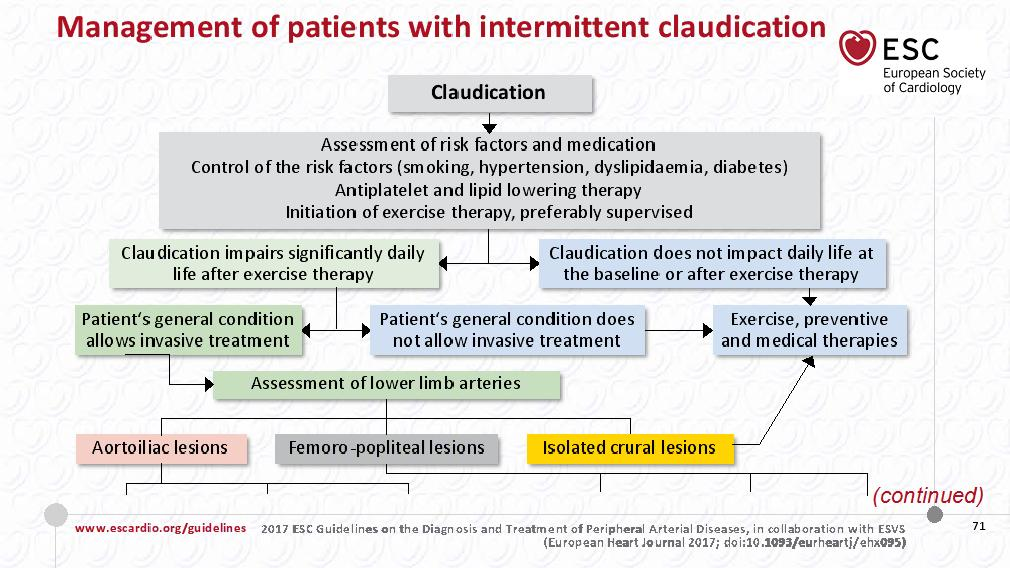 Management of patients with intermittent claudication
ESC
European Society
of Cardiology
Claudication
Assessment of risk factors and medication
Control of the risk factors (smoking, hypertension, dyslipidaemia, diabetes)
Antiplatelet and lipid lowering therapy
Initiation of exercise therapy, preferably supervised
Claudication impairs significantly daily
life after exercise therapy
Claudication does not impact daily life at
the baseline or after exercise therapy
Patient‘s general condition
allows invasive treatment
Patient‘s general condition does
not allow invasive treatment
Exercise, preventive
and medical therapies
Assessment of lower limb arteries
Aortoiliac lesions
Femoro-popliteal lesions
Isolated crural lesions
(continued)
www.escardio.org/guidelines
2017 ESC Guidelines on the Diagnosis and Treatment of Peripheral Arterial Diseases, in collaboration with ESVS
(European Heart Journal 2017; doi:10.1093/eurheartj/ehx095)
71